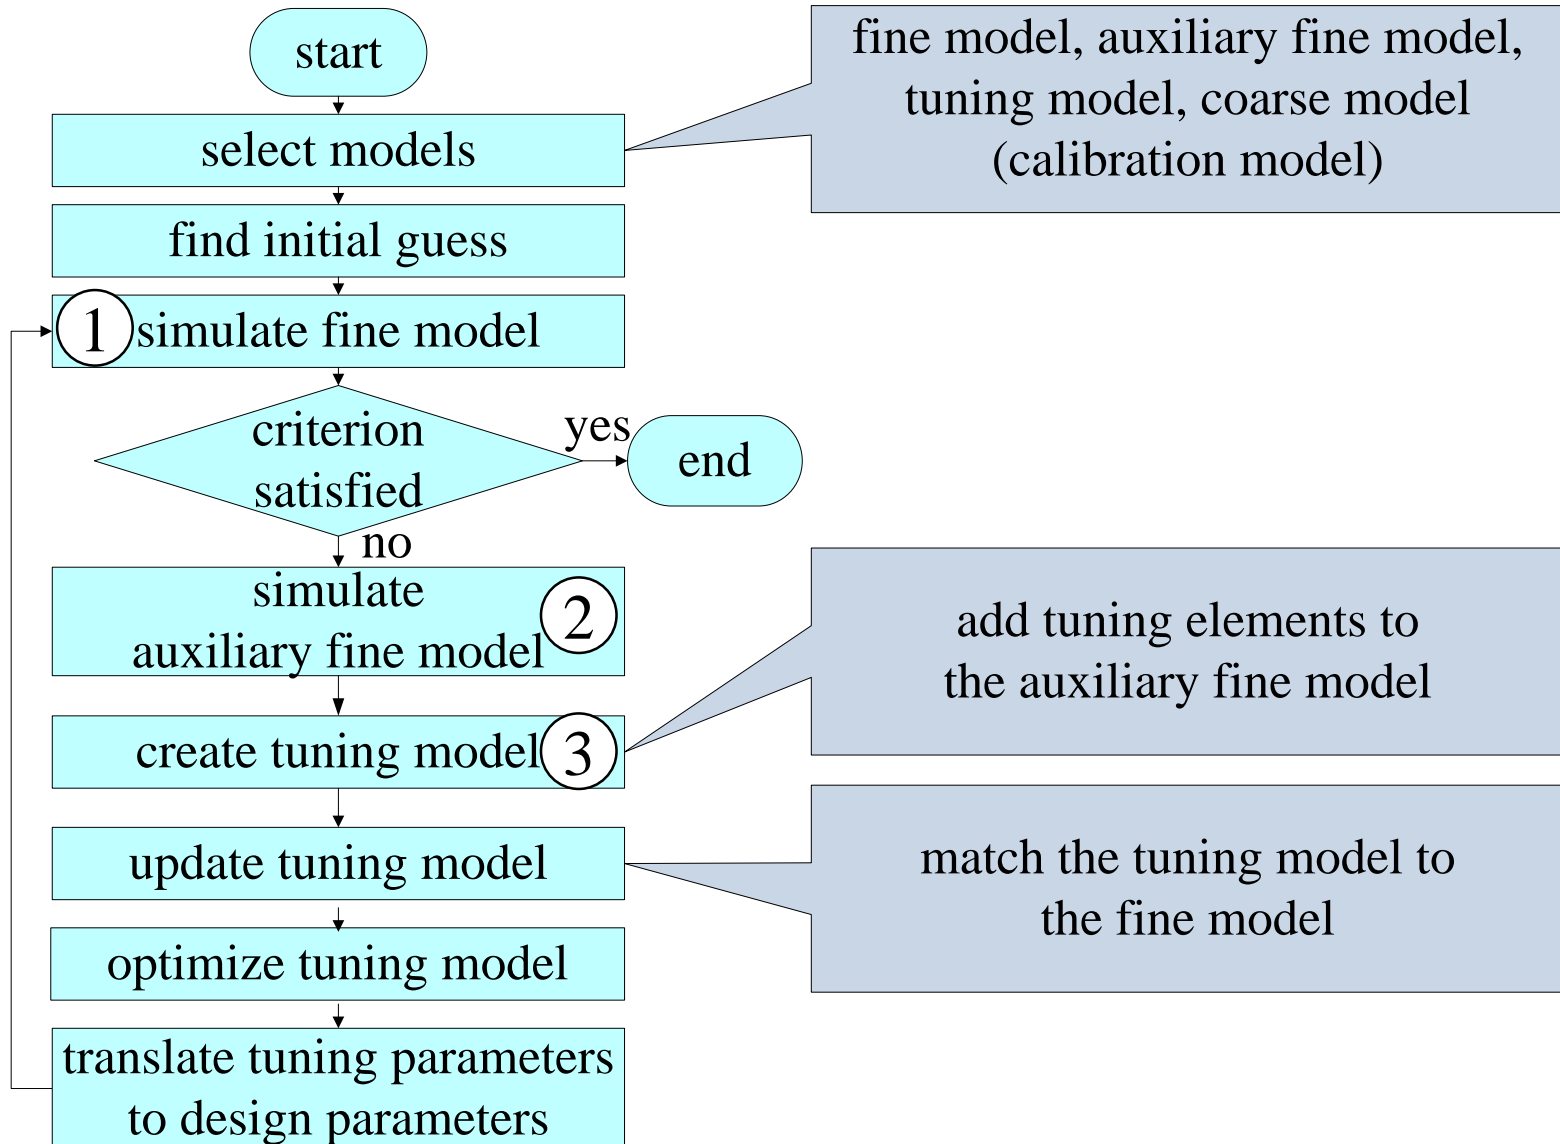 start
fine model, auxiliary fine model,
tuning model, coarse model
(calibration model)
select models
find initial guess
1
simulate fine model
criterion
satisfied
yes
end
no
simulate
auxiliary fine model
2
add tuning elements to
the auxiliary fine model
create tuning model
3
update tuning model
match the tuning model to
the fine model
optimize tuning model
translate tuning parameters
to design parameters